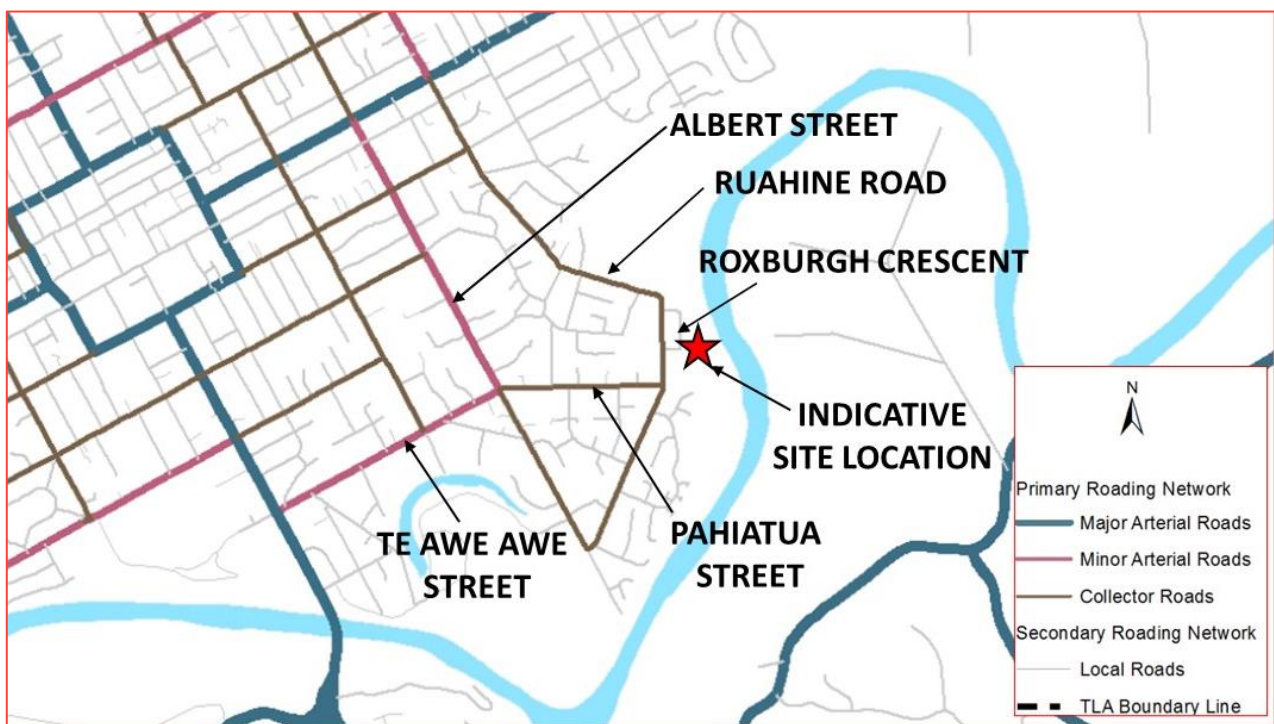 ALBERT STREET
RUAHINE ROAD
ROXBURGH CRESCENT
INDICATIVE
SITE LOCATION
PAHIATUA
STREET
TE AWE AWE
STREET
N
Primary Roading Network
Major Arterial Roads
Minor Arterial Roads
Collector Roads
Secondary Roading Network
Local Roads
TLA Boundary Line